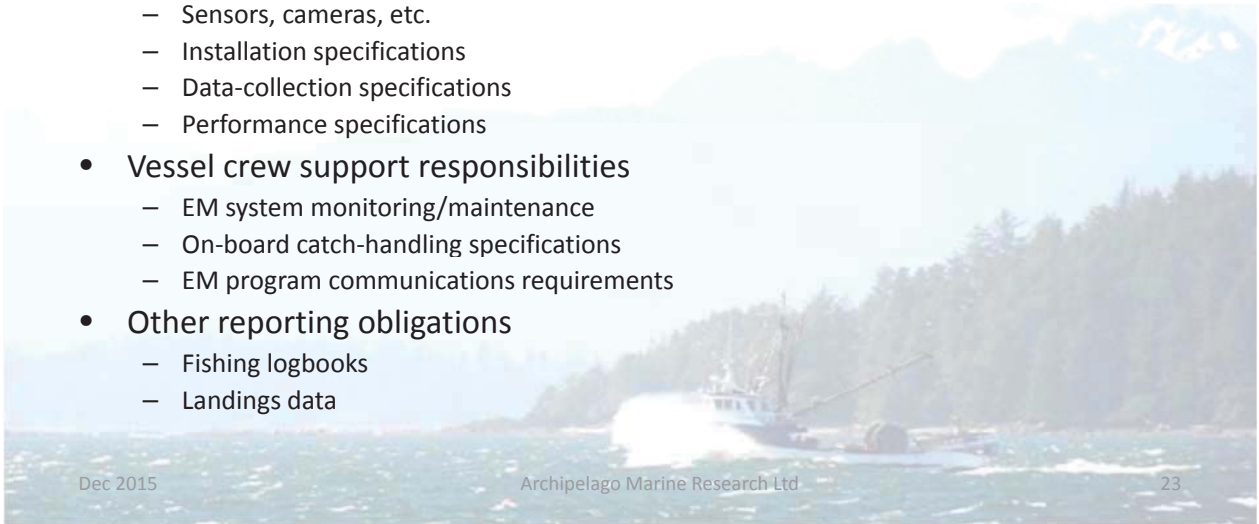 – Sensors, cameras, etc.
– Installation specifications
– Data-collection specifications
– Performance specifications
• Vessel crew support responsibilities
– EM system monitoring/maintenance
– On-board catch-handling specifications
– EM program communications requirements
• Other reporting obligations
– Fishing logbooks
– Landings data
Dec 2015 Archipelago Marine Research Ltd 23